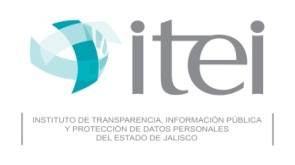 itei
INSTITUTO DE TRANSPARENCIA, INFORMACIÓN PÚBLICA
Y PROTECCIÓN DE DATOS PERSONALES
DEL ESTADO DE JALISCO